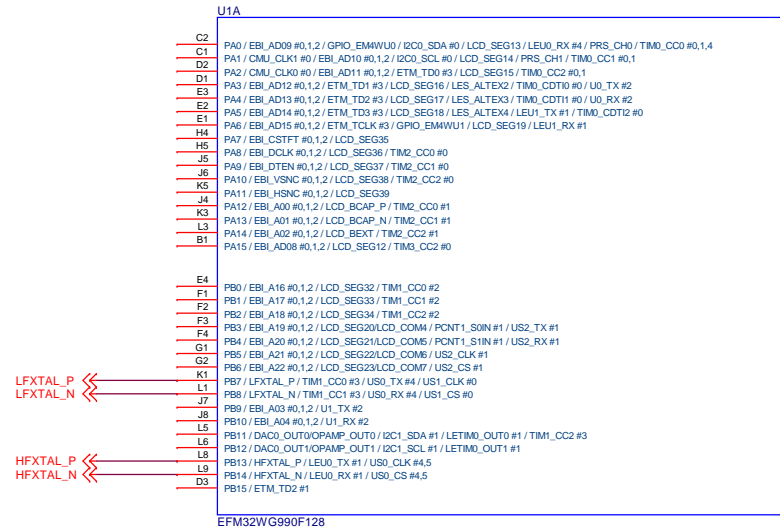 U1A
C2 PA0 / EBI_AD09 #0,1,2 / GPIO_EM4WU0 / I2C0_SDA #0 / LCD_SEG13 / LEU0_RX #4 / PRS_CH0 / TIM0_CC0 #0,1,4
C1 PA1 / CMU_CLK1 #0 / EBI_AD10 #0,1,2 / I2C0_SCL #0 / LCD_SEG14 / PRS_CH1 / TIM0_CC1 #0,1
D2 PA2 / CMU_CLK0 #0 / EBI_AD11 #0,1,2 / ETM_TD0 #3 / LCD_SEG15 / TIM0_CC2 #0,1
D1 PA3 / EBI_AD12 #0,1,2 / ETM_TD1 #3 / LCD_SEG16 / LES_ALTEX2 / TIM0_CDTI0 #0 / U0_TX #2
E3 PA4 / EBI_AD13 #0,1,2 / ETM_TD2 #3 / LCD_SEG17 / LES_ALTEX3 / TIM0_CDTI1 #0 / U0_RX #2
E2 PA5 / EBI_AD14 #0,1,2 / ETM_TD3 #3 / LCD_SEG18 / LES_ALTEX4 / LEU1_TX #1 / TIM0_CDTI2 #0
E1 PA6 / EBI_AD15 #0,1,2 / ETM_TCLK #3 / GPIO_EM4WU1 / LCD_SEG19 / LEU1_RX #1
H4 PA7 / EBI_CSTFT #0,1,2 / LCD_SEG35
H5 PA8 / EBI_DCLK #0,1,2 / LCD_SEG36 / TIM2_CC0 #0
J5 PA9 / EBI_DTEN #0,1,2 / LCD_SEG37 / TIM2_CC1 #0
J6 PA10 / EBI_VSNC #0,1,2 / LCD_SEG38 / TIM2_CC2 #0
K5 PA11 / EBI_HSNC #0,1,2 / LCD_SEG39
J4 PA12 / EBI_A00 #0,1,2 / LCD_BCAP_P / TIM2_CC0 #1
K3 PA13 / EBI_A01 #0,1,2 / LCD_BCAP_N / TIM2_CC1 #1
L3 PA14 / EBI_A02 #0,1,2 / LCD_BEXT / TIM2_CC2 #1
B1 PA15 / EBI_AD08 #0,1,2 / LCD_SEG12 / TIM3_CC2 #0
E4 PB0 / EBI_A16 #0,1,2 / LCD_SEG32 / TIM1_CC0 #2
F1 PB1 / EBI_A17 #0,1,2 / LCD_SEG33 / TIM1_CC1 #2
F2 PB2 / EBI_A18 #0,1,2 / LCD_SEG34 / TIM1_CC2 #2
F3 PB3 / EBI_A19 #0,1,2 / LCD_SEG20/LCD_COM4 / PCNT1_S0IN #1 / US2_TX #1
F4 PB4 / EBI_A20 #0,1,2 / LCD_SEG21/LCD_COM5 / PCNT1_S1IN #1 / US2_RX #1
G1 PB5 / EBI_A21 #0,1,2 / LCD_SEG22/LCD_COM6 / US2_CLK #1
G2 PB6 / EBI_A22 #0,1,2 / LCD_SEG23/LCD_COM7 / US2_CS #1
LFXTAL_P K1 PB7 / LFXTAL_P / TIM1_CC0 #3 / US0_TX #4 / US1_CLK #0
LFXTAL_N L1 PB8 / LFXTAL_N / TIM1_CC1 #3 / US0_RX #4 / US1_CS #0
J7 PB9 / EBI_A03 #0,1,2 / U1_TX #2
J8 PB10 / EBI_A04 #0,1,2 / U1_RX #2
L5 PB11 / DAC0_OUT0/OPAMP_OUT0 / I2C1_SDA #1 / LETIM0_OUT0 #1 / TIM1_CC2 #3
L6 PB12 / DAC0_OUT1/OPAMP_OUT1 / I2C1_SCL #1 / LETIM0_OUT1 #1
HFXTAL_P L8 PB13 / HFXTAL_P / LEU0_TX #1 / US0_CLK #4,5
HFXTAL_N L9 PB14 / HFXTAL_N / LEU0_RX #1 / US0_CS #4,5
D3 PB15 / ETM_TD2 #1
EFM32WG990F128